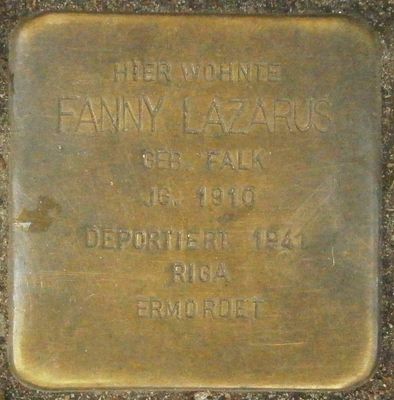 HIER WOHNTE
FANNY LAZARUS
GEB. FALK
JG. 1910
DEPORTIERT 1941
RIGA
ERMORDET